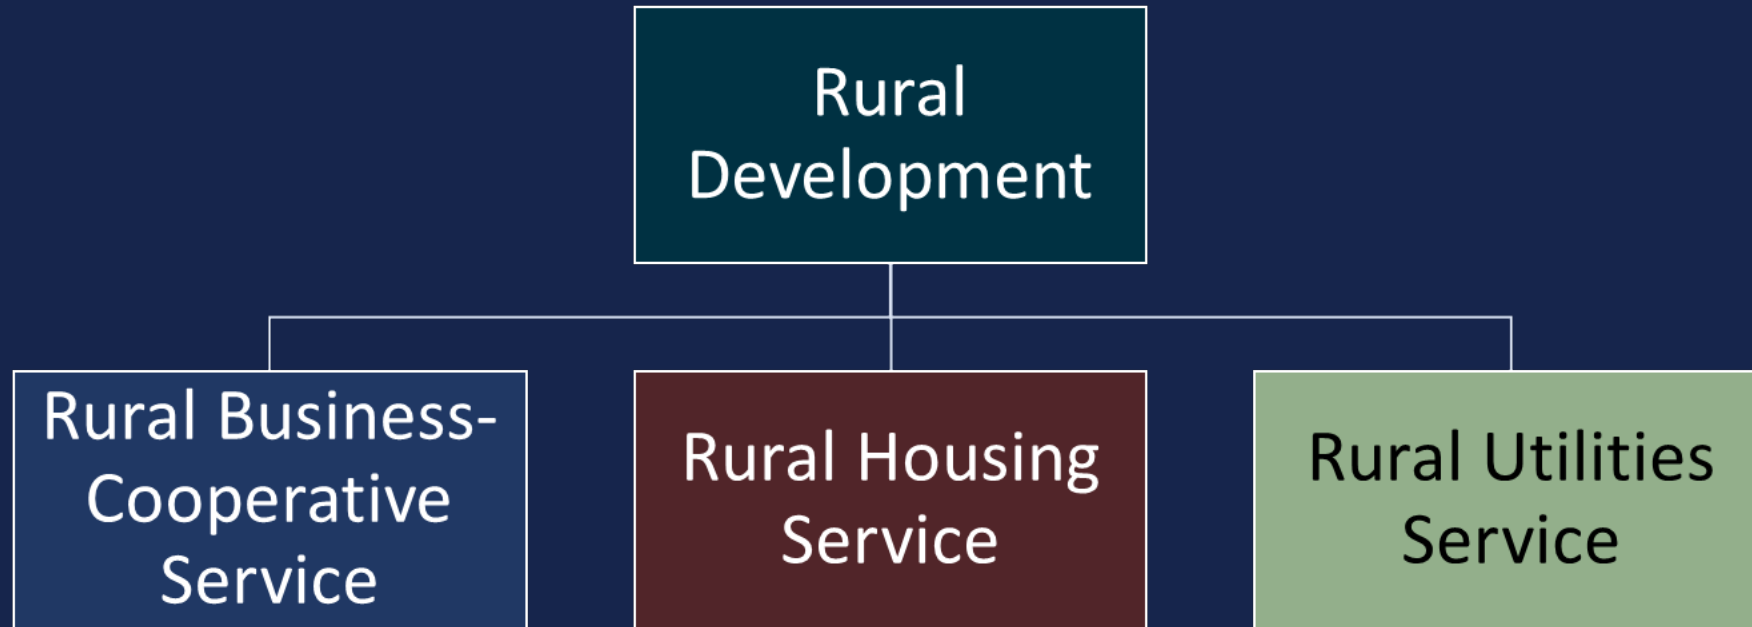 Rural
Development
Rural Business-
Cooperative
Service
Rural Housing
Service
Rural Utilities
Service